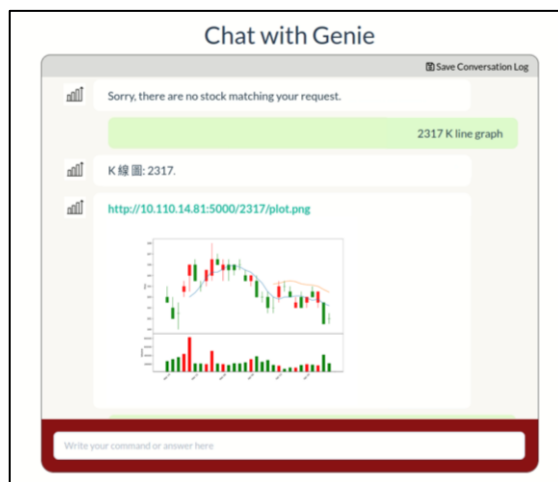 Chat with Genie
Save Conversation Log
Sorry, there are no stock matching your request.
2317 K line graph
K 線 圖: 2317.
http://10.110.14.81:5000/2317/plot.png
Write your command or answer here